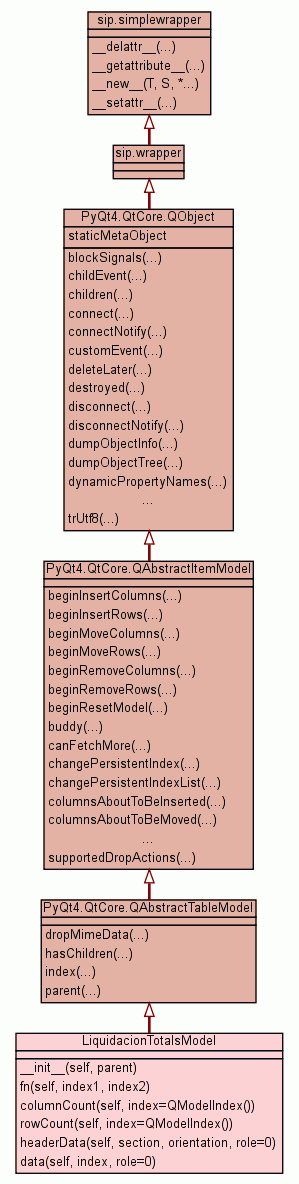 sip.simplewrapper
__delattr__(...)
__getattribute__(...)
__new__(T, S, *...)
__setattr__(...)
sip.wrapper
PyQt4.QtCore.QObject
staticMetaObject
blockSignals(...)
childEvent(...)
children(...)
connect(...)
connectNotify(...)
customEvent(...)
deleteLater(...)
destroyed(...)
disconnect(...)
disconnectNotify(...)
dumpObjectInfo(...)
dumpObjectTree(...)
dynamicPropertyNames(...)
...
trUtf8(...)
PyQt4.QtCore.QAbstractItemModel
beginInsertColumns(...)
beginInsertRows(...)
beginMoveColumns(...)
beginMoveRows(...)
beginRemoveColumns(...)
beginRemoveRows(...)
beginResetModel(...)
buddy(...)
canFetchMore(...)
changePersistentIndex(...)
changePersistentIndexList(...)
columnsAboutToBeInserted(...)
columnsAboutToBeMoved(...)
...
supportedDropActions(...)
PyQt4.QtCore.QAbstractTableModel
dropMimeData(...)
hasChildren(...)
index(...)
parent(...)
LiquidacionTotalsModel
__init__(self, parent)
fn(self, index1, index2)
columnCount(self, index=QModelIndex())
rowCount(self, index=QModelIndex())
headerData(self, section, orientation, role=0)
data(self, index, role=0)